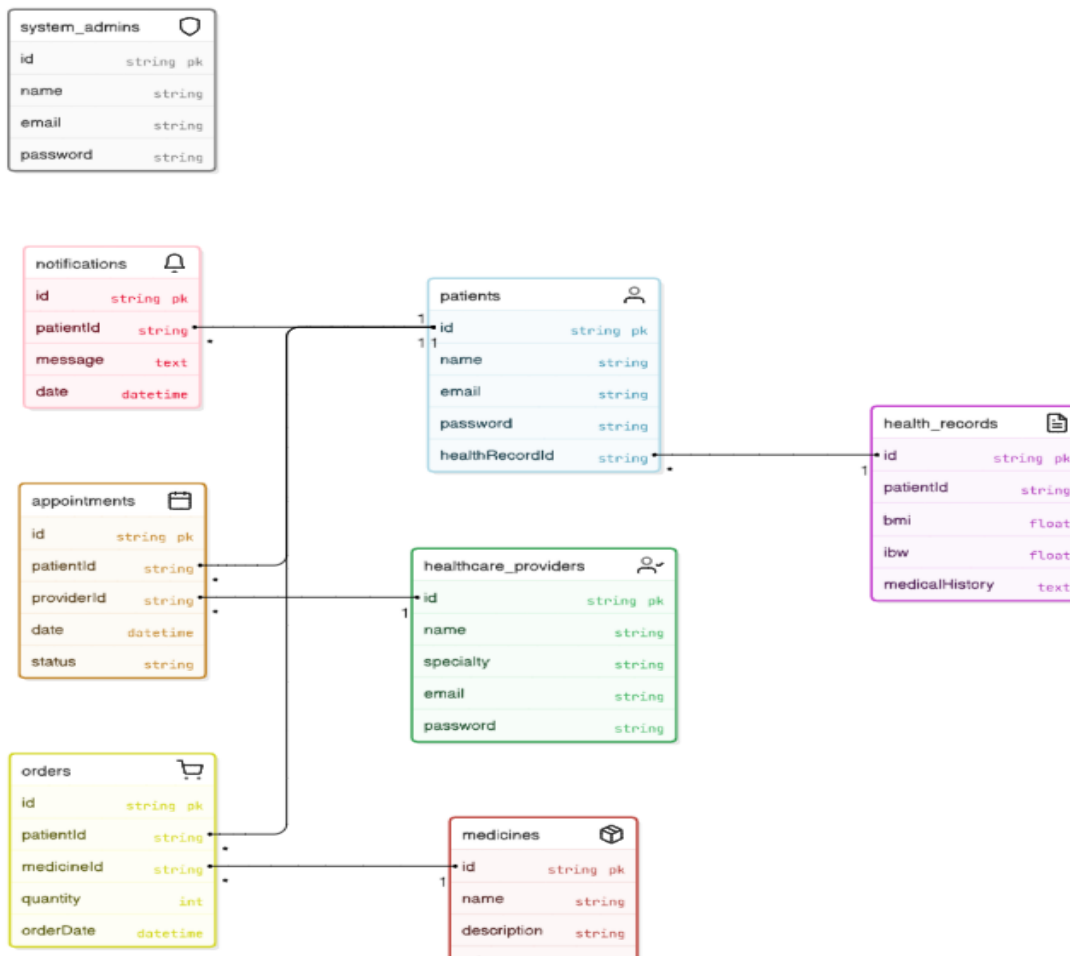 system_admins
id string pk
name string
email string
password string
notifications
id string pk
patientId string
message text
date datetime
patients
id string pk
name string
email string
password string
healthRecordId string
1
1 1
*
*
1
health_records
id string pk
patientId string
bmi float
ibw float
medicalHistory text
appointments
id string pk
patientId string
providerId string
date datetime
status string
*
*
1
healthcare_providers
id string pk
name string
specialty string
email string
password string
orders
id string pk
patientId string
medicineId string
quantity int
orderDate datetime
*
*
1
medicines
id string pk
name string
description string